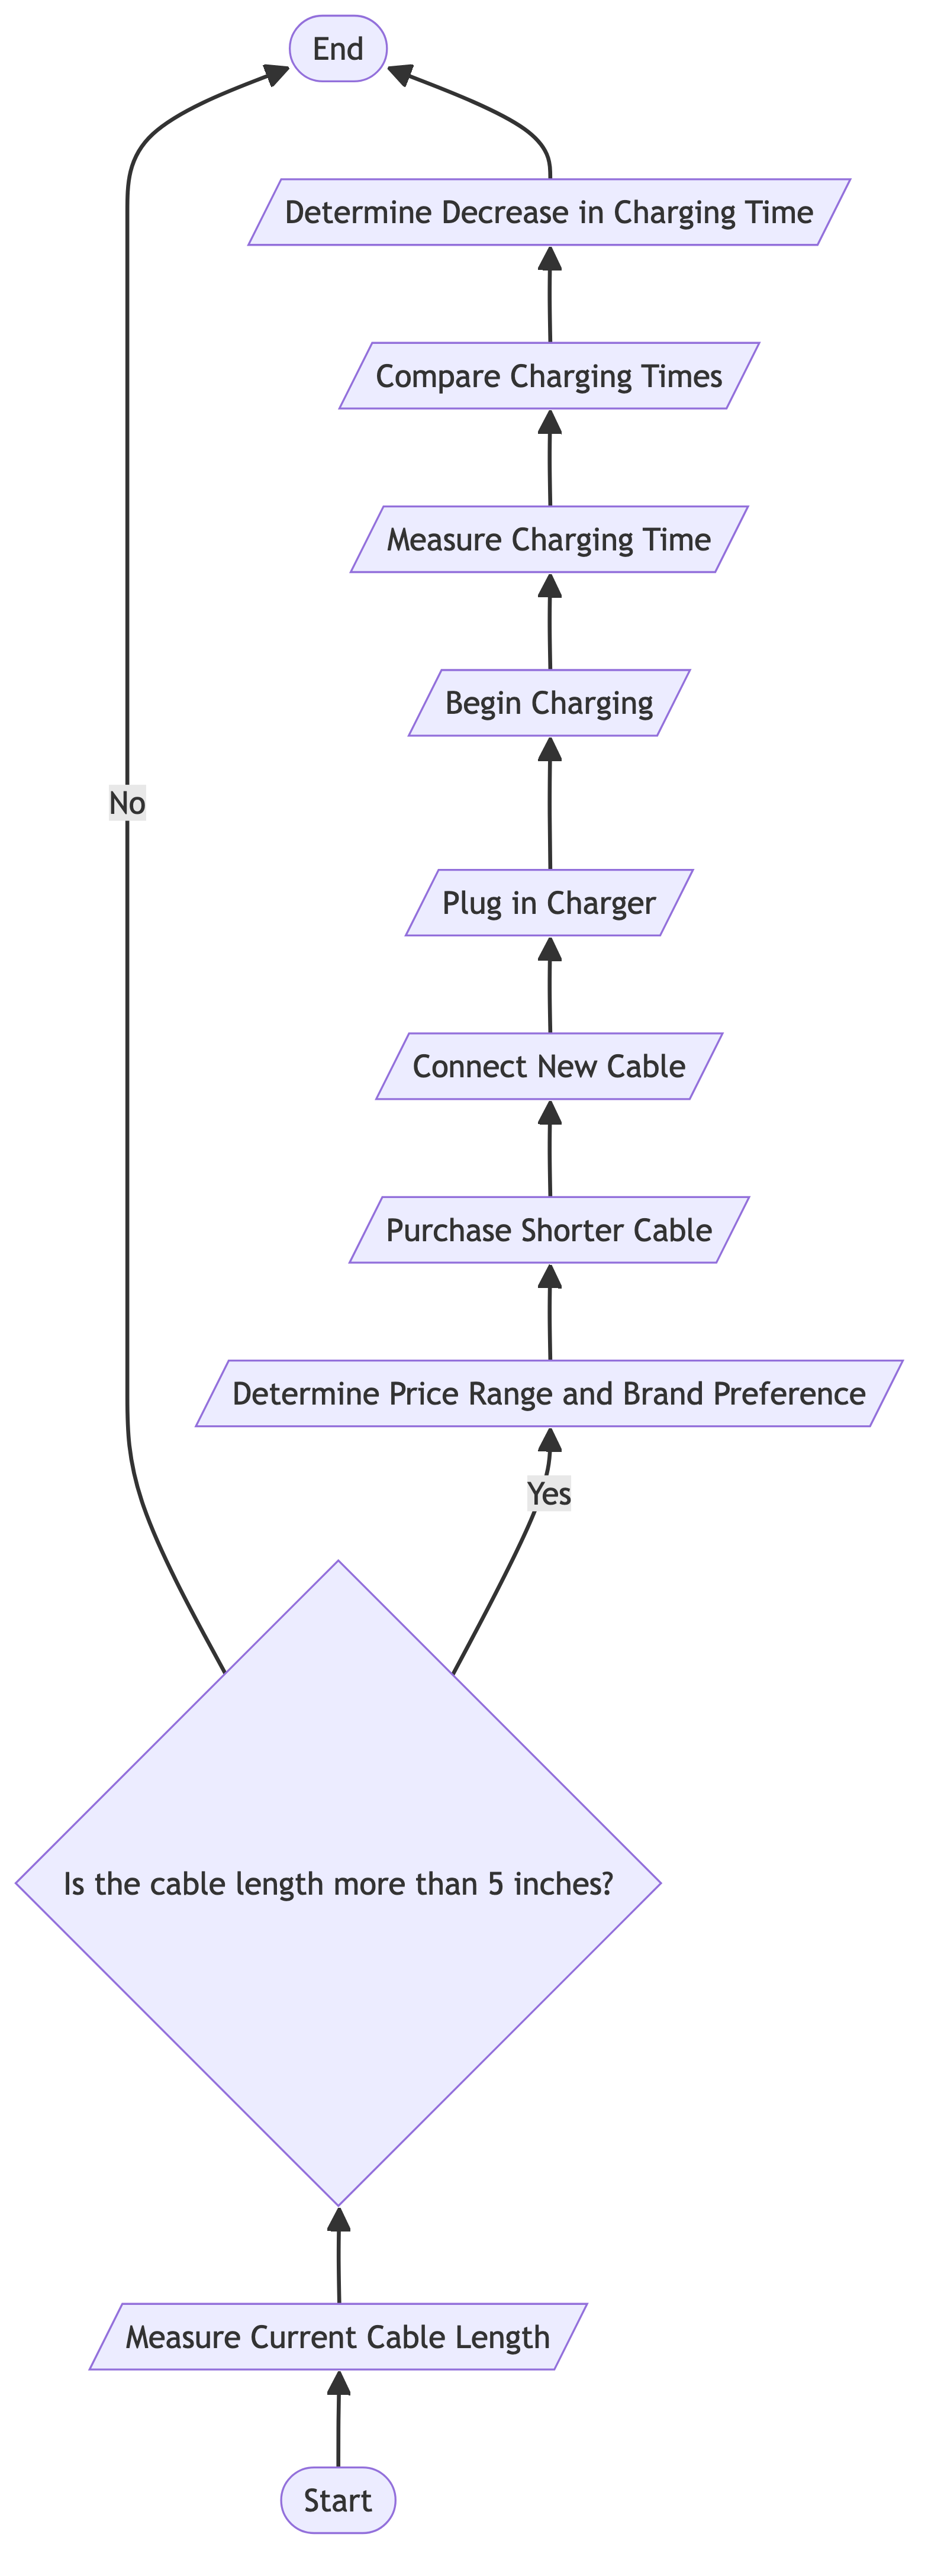 End
Determine Decrease in Charging Time
Compare Charging Times
Measure Charging Time
Begin Charging
No
Plug in Charger
Connect New Cable
Purchase Shorter Cable
Determine Price Range and Brand Preference
Yes
Is the cable length more than 5 inches?
Measure Current Cable Length
Start